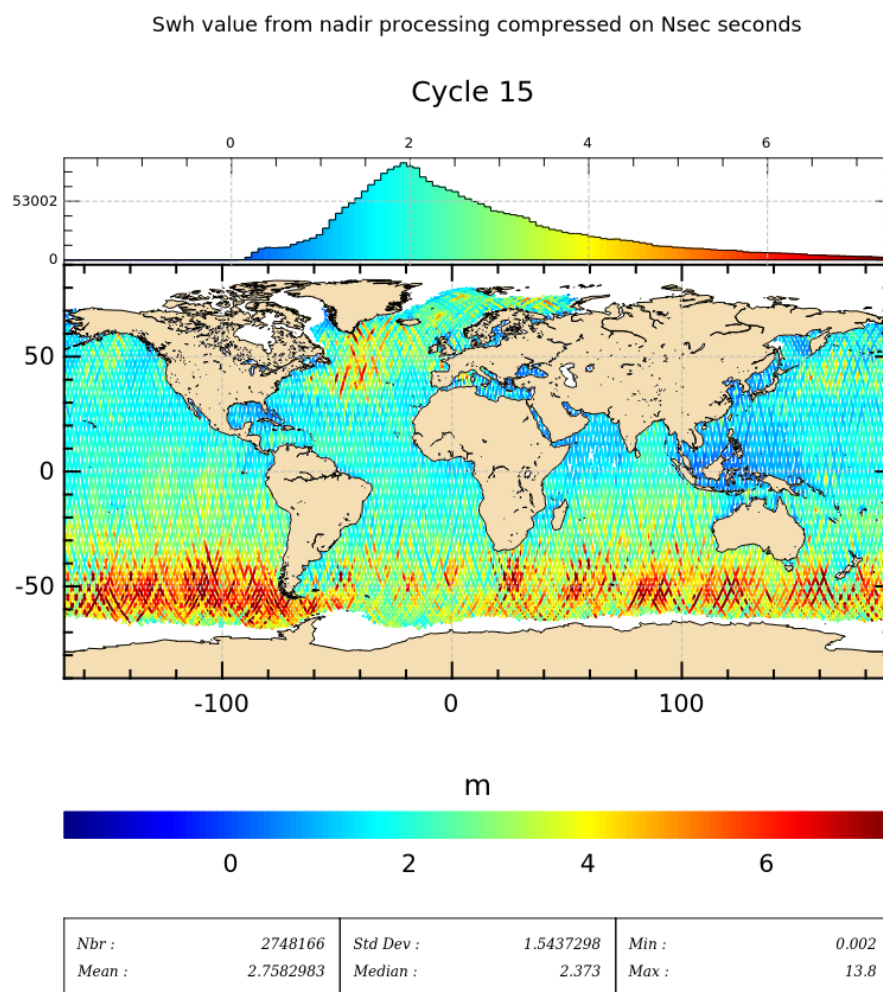 Swh value from nadir processing compressed on Nsec seconds
Cycle 15
0 2 4 6
53002
0
50
0
-50
-100 0 100
m
0 2 4 6
Nbr : 2748166 Std Dev : 1.5437298 Min : 0.002
Mean : 2.7582983 Median : 2.373 Max : 13.8